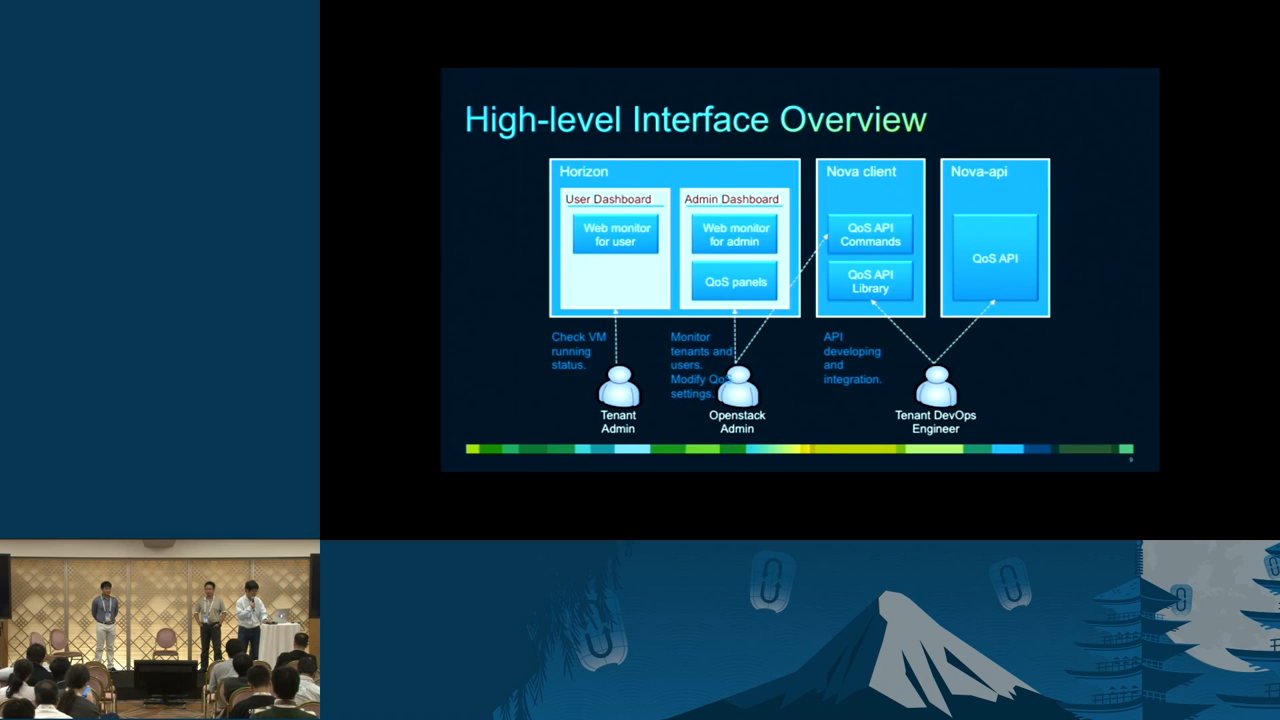 High-level Interface Overview
Horizon
User Dashboard
Web monitor
for user
Admin Dashboard
Web monitor
for admin
QoS panels
Nova client
QoS API
Commands
QoS API
Library
Nova-api
QoS API
Check VM
running
status.
Monitor
tenants and
users.
Modify QoS
settings.
API
developing
and
integration.
Tenant
Admin
Openstack
Admin
Tenant DevOps
Engineer
9